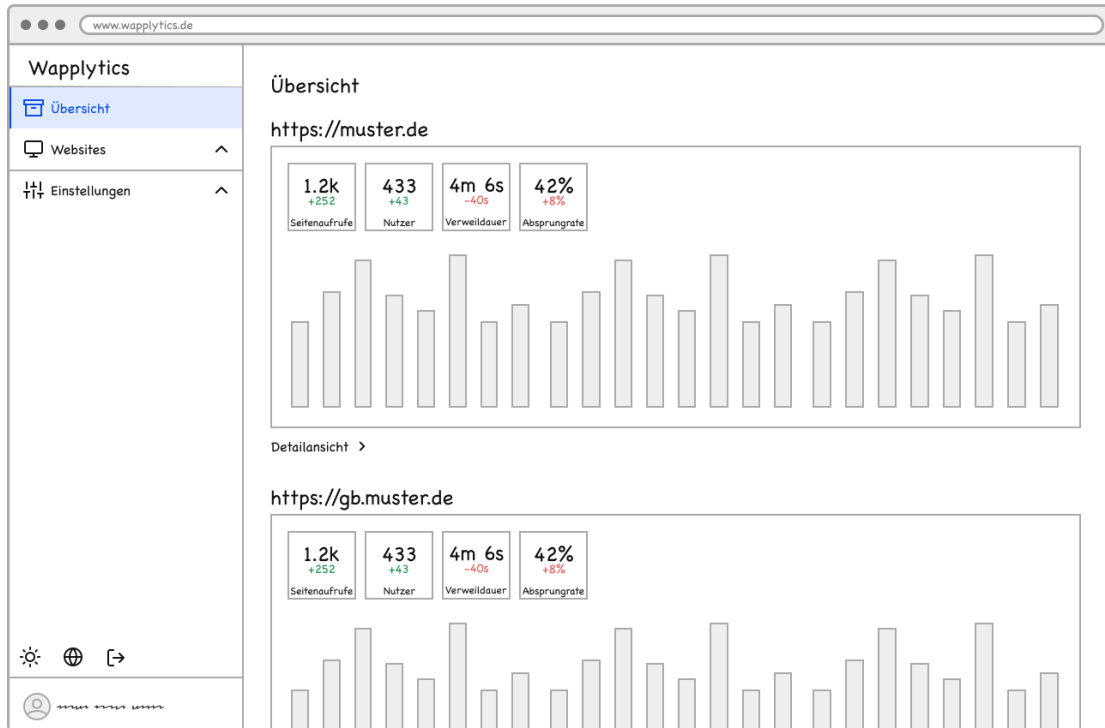 www.wapplytics.de
Wapplytics
Übersicht
Websites
Einstellungen
Übersicht
https://muster.de
1.2k
+252
Seitenaufrufe
433
+43
Nutzer
4m 6s
-40s
Verweildauer
42%
+8%
Absprungrate
Detailansicht
https://gb.muster.de
1.2k
+252
Seitenaufrufe
433
+43
Nutzer
4m 6s
-40s
Verweildauer
42%
+8%
Absprungrate